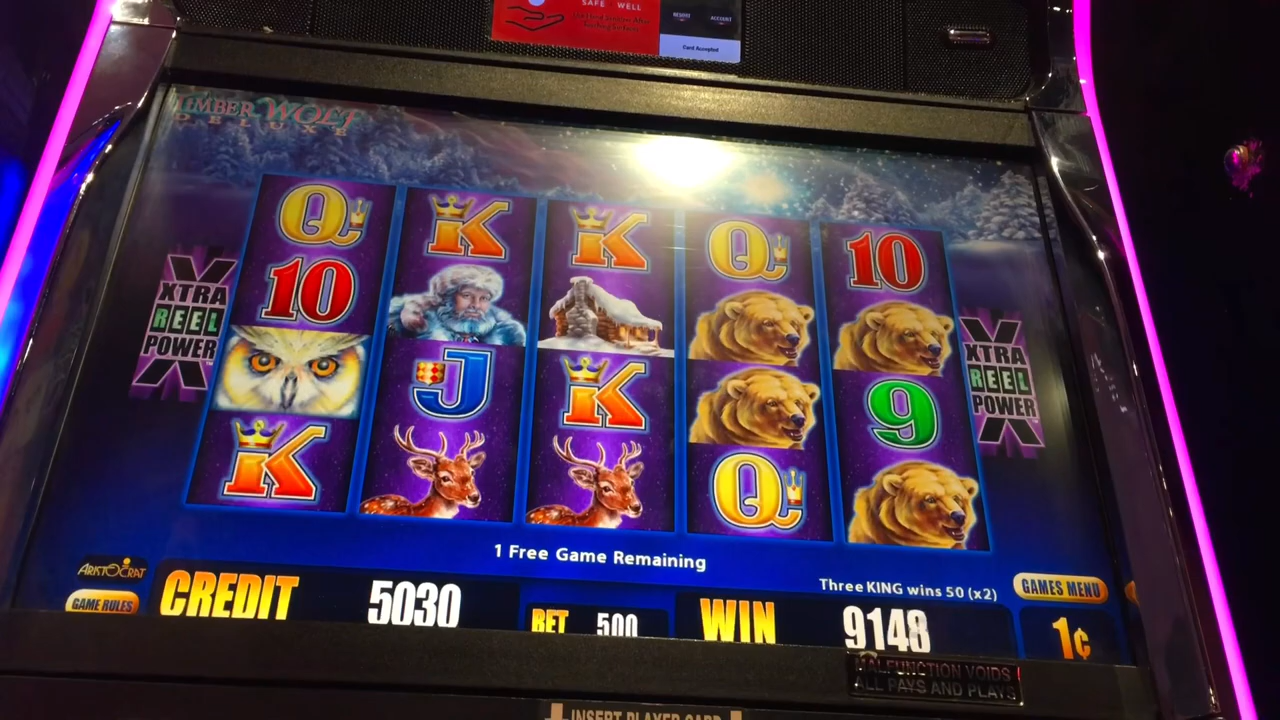 SAFE WELL
Card Accepted
TIMBER WOLF
DELUXE
Q K K Q 10
10
J K 9
K Q
XTRA
REEL
POWER
XTRA
REEL
POWER
1 Free Game Remaining
Three KING wins 50 (x2)
ARISTOCRAT
GAME RULES
CREDIT 5030
BET 500
WIN 9148
GAMES MENU
1¢
MALFUNCTION VOIDS
ALL PAYS AND PLAYS
INSERT PLAYER CARD